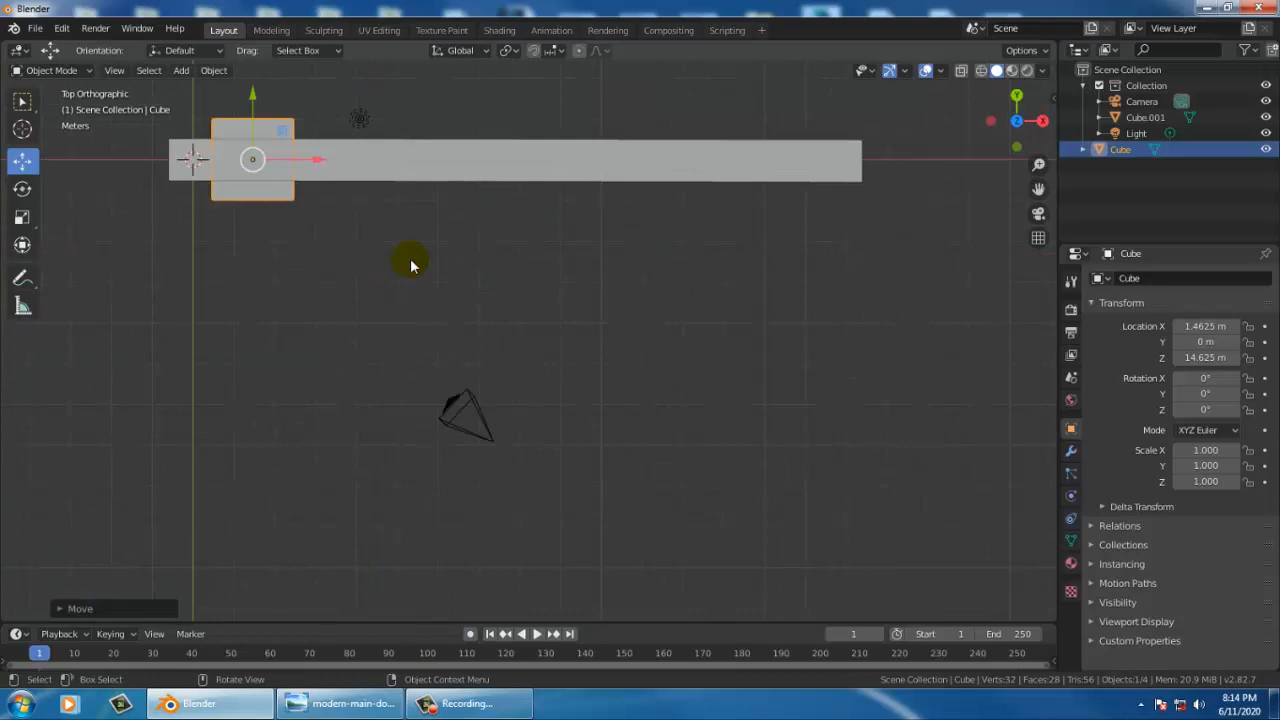 Blender
File Edit Render Window Help Layout Modeling Sculpting UV Editing Texture Paint Shading Animation Rendering Compositing Scripting + Scene View Layer
Orientation: Default Drag: Select Box Global Options
Object Mode View Select Add Object
Top Orthographic
(1) Scene Collection | Cube
Meters
Y
X
Z
Scene Collection
Collection
Camera
Cube.001
Light
Cube
Cube
Cube
Transform
Location X 1.4625 m
Y 0 m
Z 14.625 m
Rotation X 0°
Y 0°
Z 0°
Mode XYZ Euler
Scale X 1.000
Y 1.000
Z 1.000
Delta Transform
Relations
Collections
Instancing
Motion Paths
Visibility
Viewport Display
Custom Properties
Move
Playback Keying View Marker 1 Start 1 End 250
1 10 20 30 40 50 60 70 80 90 100 110 120 130 140 150 160 170 180 190 200 210 220 230 240 250
Select Box Select Rotate View Object Context Menu Scene Collection | Cube | Verts:32 | Faces:28 | Tris:56 | Objects:1/4 | Mem: 20.9 MiB | v2.82.7
Blender modern-main-do... Recording... 8:14 PM
6/11/2020